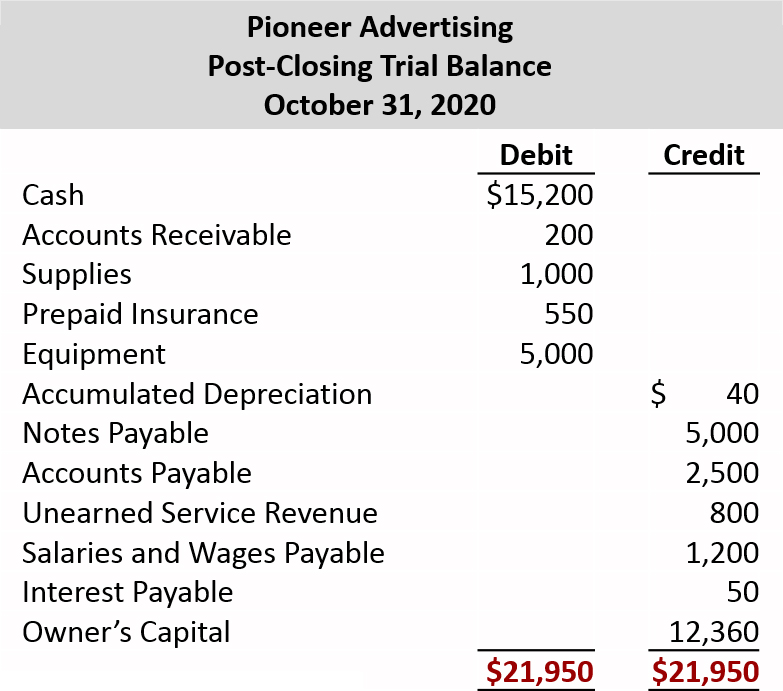 Pioneer Advertising
Post-Closing Trial Balance
October 31, 2020
Debit Credit
Cash $15,200
Accounts Receivable 200
Supplies 1,000
Prepaid Insurance 550
Equipment 5,000
Accumulated Depreciation $ 40
Notes Payable 5,000
Accounts Payable 2,500
Unearned Service Revenue 800
Salaries and Wages Payable 1,200
Interest Payable 50
Owner’s Capital 12,360
$21,950 $21,950